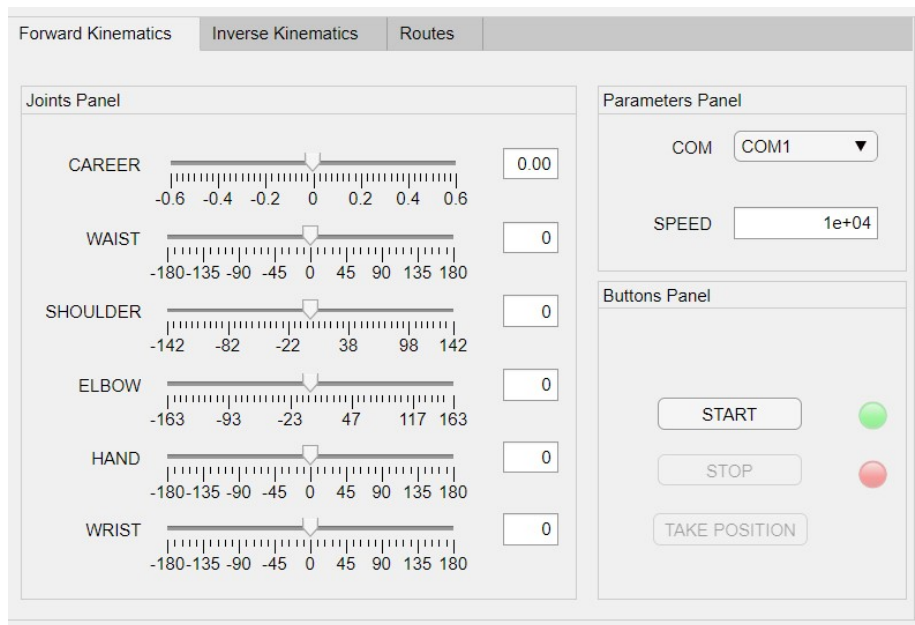 Forward Kinematics Inverse Kinematics Routes
Joints Panel
CAREER 0.00
-0.6 -0.4 -0.2 0 0.2 0.4 0.6
WAIST 0
-180 -135 -90 -45 0 45 90 135 180
SHOULDER 0
-142 -82 -22 38 98 142
ELBOW 0
-163 -93 -23 47 117 163
HAND 0
-180 -135 -90 -45 0 45 90 135 180
WRIST 0
-180 -135 -90 -45 0 45 90 135 180
Parameters Panel
COM COM1
SPEED 1e+04
Buttons Panel
START
STOP
TAKE POSITION